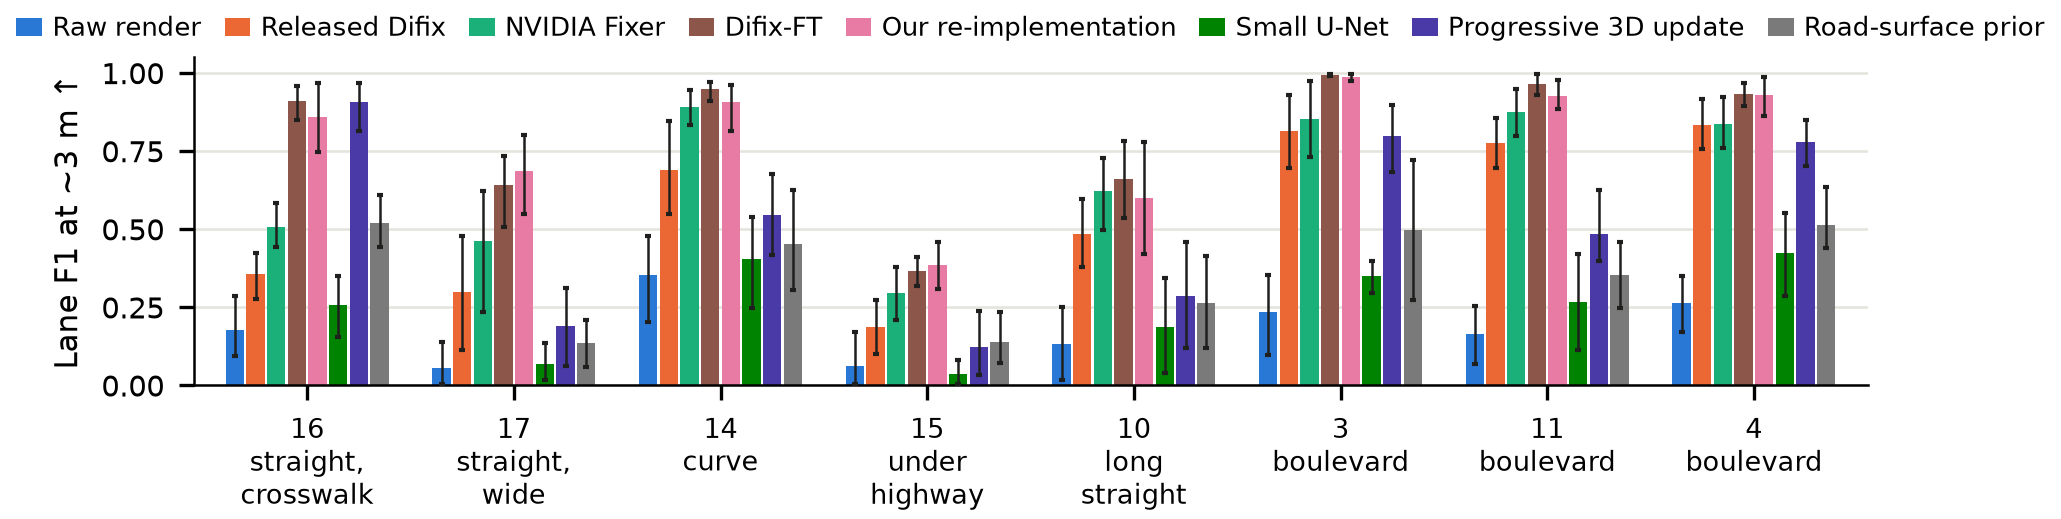 Raw render Released Difix NVIDIA Fixer Difix-FT Our re-implementation Small U-Net Progressive 3D update Road-surface prior
Lane F1 at ~3 m ↑
1.00
0.75
0.50
0.25
0.00
16 17 14 15 10 3 11 4
straight, straight, curve under long boulevard boulevard boulevard
crosswalk wide highway straight